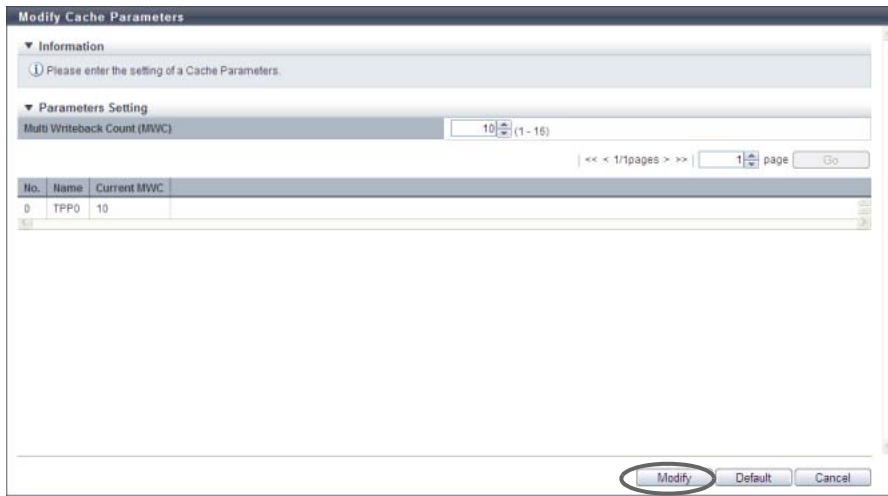 Modify Cache Parameters
▼ Information
Please enter the setting of a Cache Parameters.
▼ Parameters Setting
Multi Writeback Count (MWC) 10 (1 - 16)
| << < 1/1pages > >> | 1 page Go
No. Name Current MWC
0 TPP0 10
Modify Default Cancel